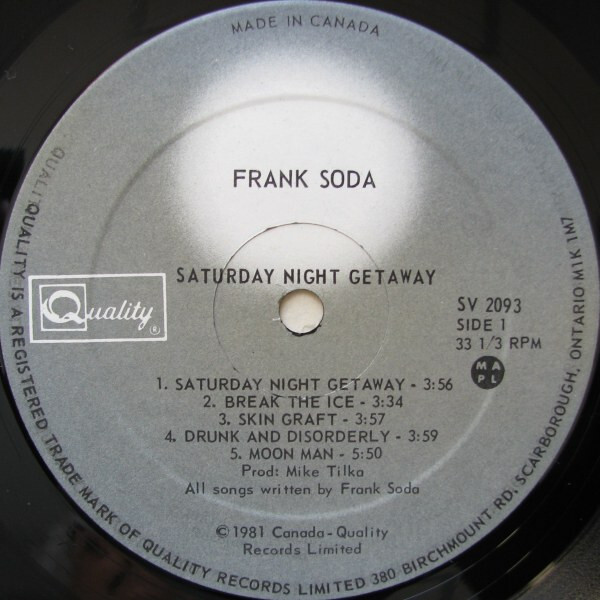 MADE IN CANADA
FRANK SODA
SATURDAY NIGHT GETAWAY
Quality®
SV 2093
SIDE 1
33 1/3 RPM
MAPL
1. SATURDAY NIGHT GETAWAY - 3:56
2. BREAK THE ICE - 3:34
3. SKIN GRAFT - 3:57
4. DRUNK AND DISORDERLY - 3:59
5. MOON MAN - 5:50
Prod: Mike Tilka
All songs written by Frank Soda
©1981 Canada-Quality
Records Limited
QUALITY IS A REGISTERED TRADE MARK OF QUALITY RECORDS LIMITED 380 BIRCHMOUNT RD. SCARBOROUGH, ONTARIO M1K 1M7